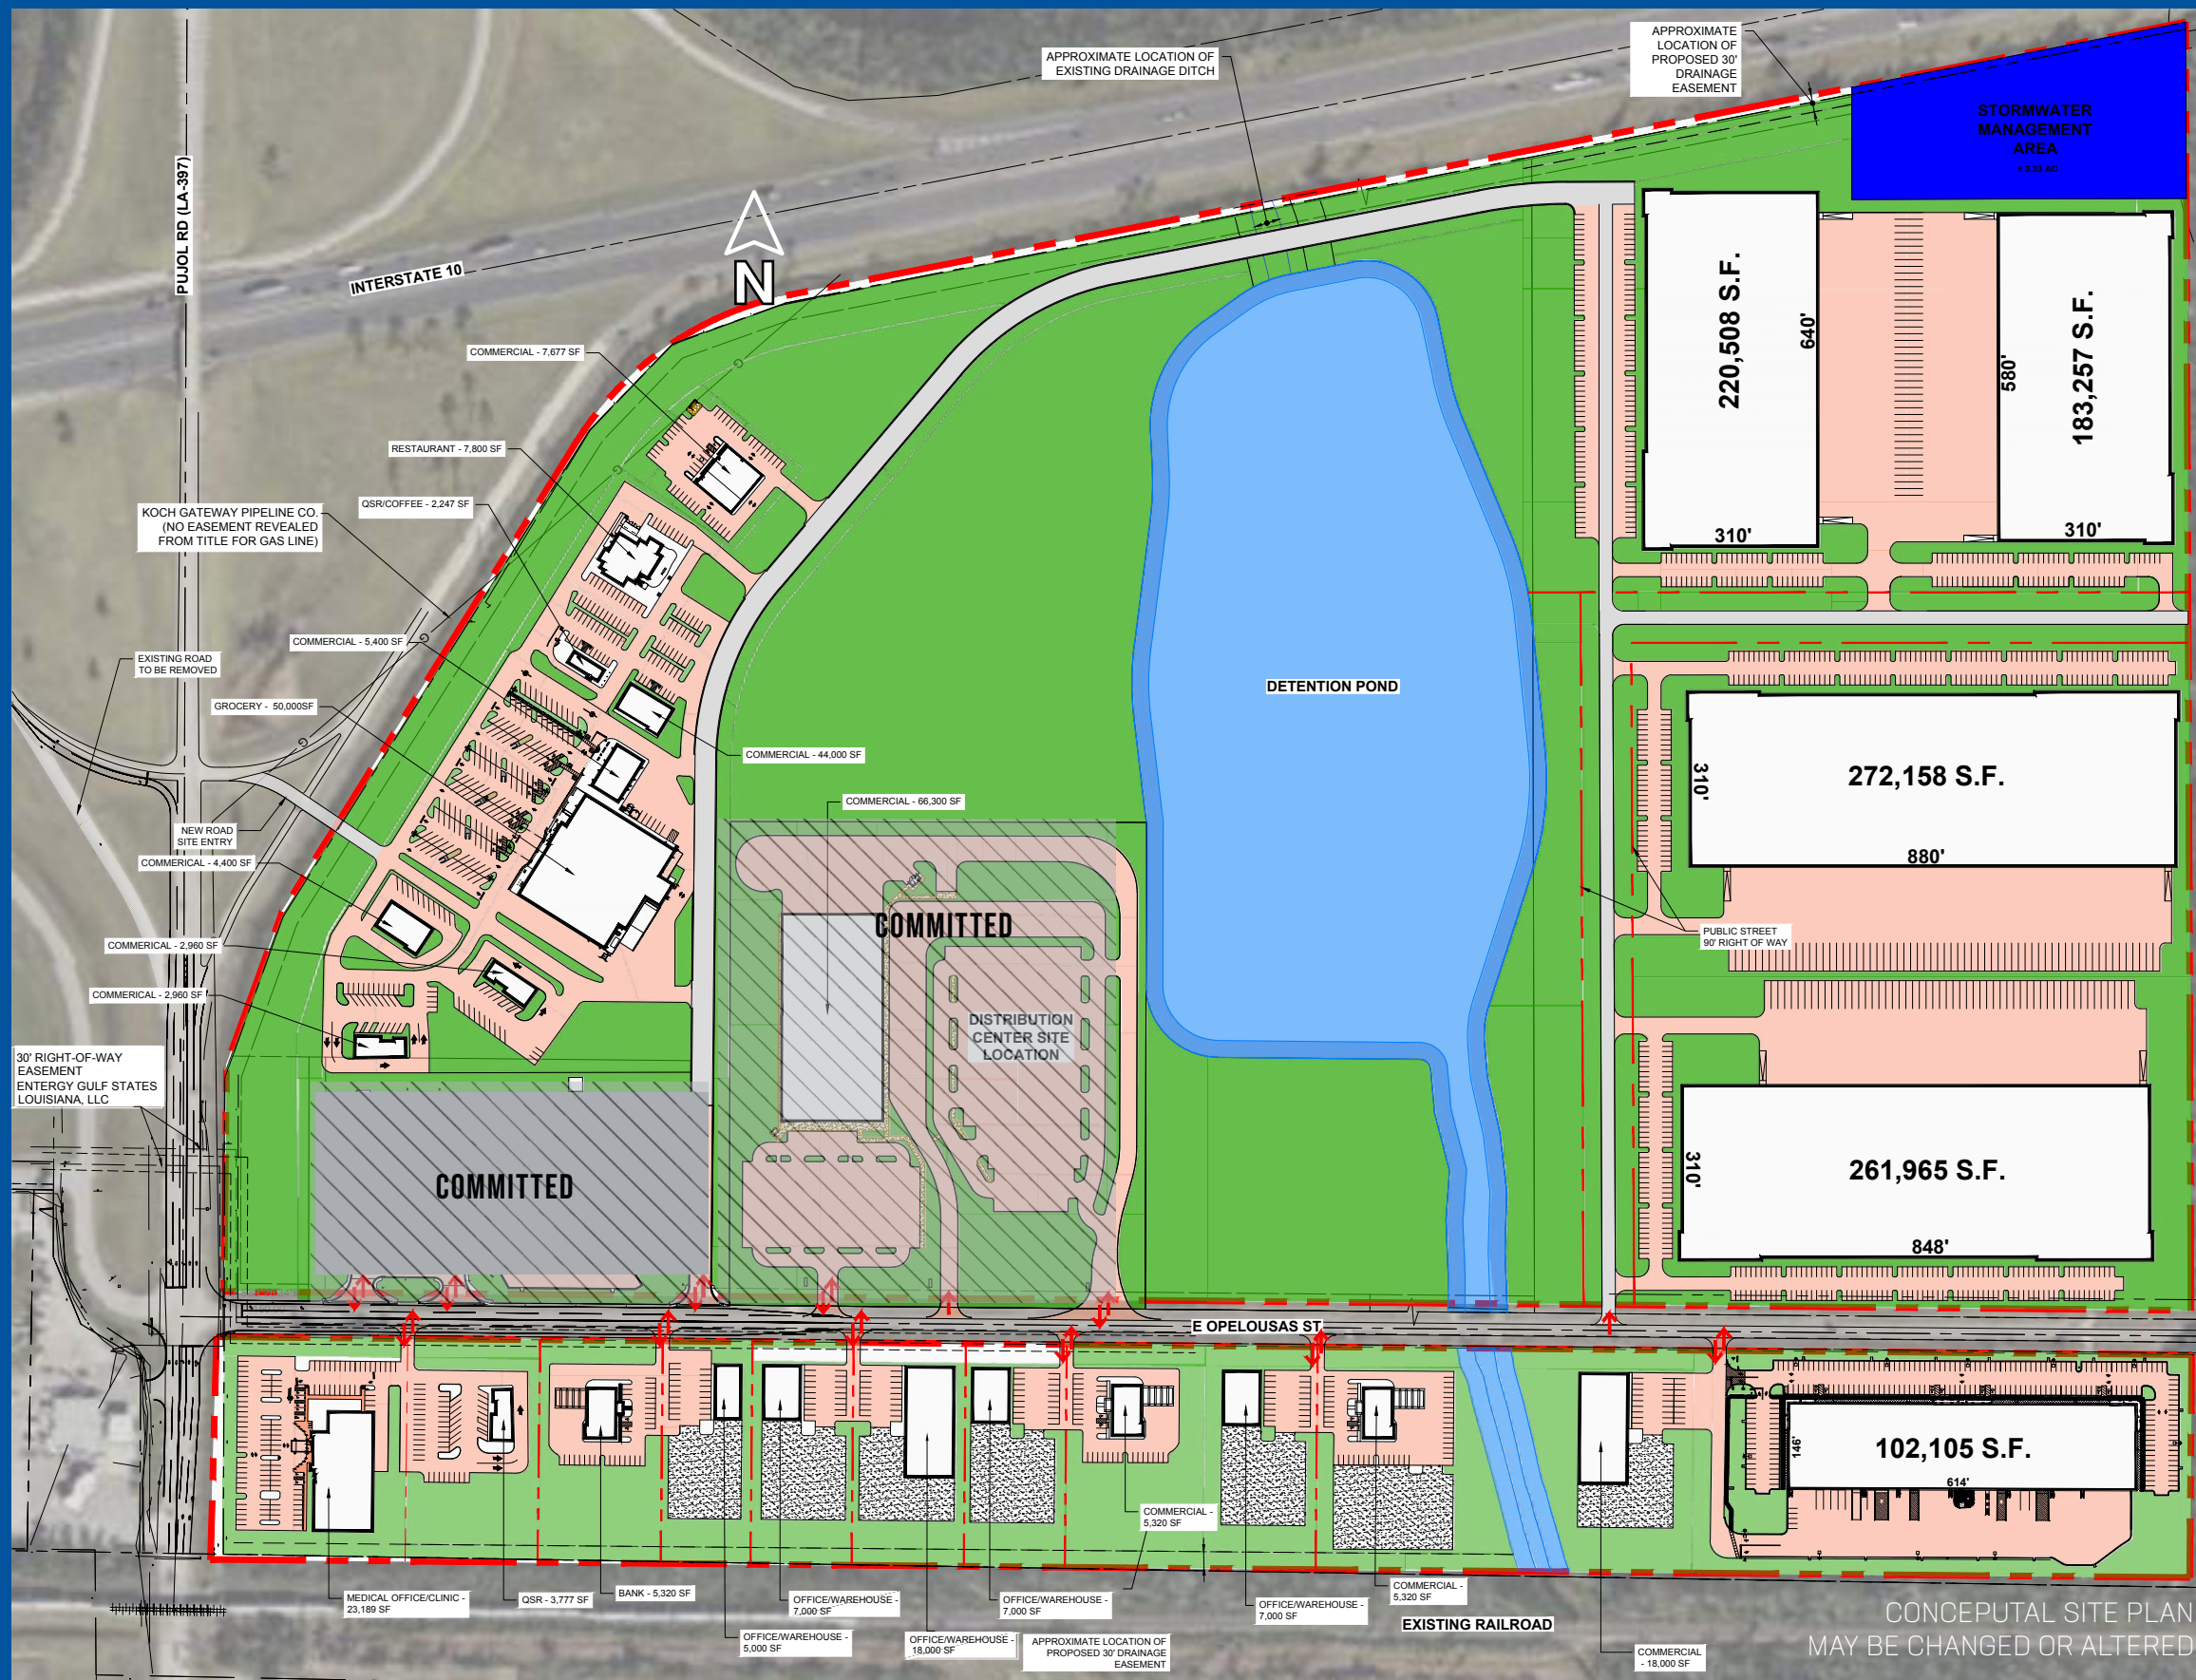 APPROXIMATE LOCATION OF
EXISTING DRAINAGE DITCH
APPROXIMATE
LOCATION OF
PROPOSED 30'
DRAINAGE
EASEMENT
STORMWATER
MANAGEMENT
AREA
PUJOL RD (LA-397)
INTERSTATE 10
N
COMMERCIAL - 7,677 SF
RESTAURANT - 7,800 SF
QSR/COFFEE - 2,247 SF
KOCH GATEWAY PIPELINE CO.
(NO EASEMENT REVEALED
FROM TITLE FOR GAS LINE)
COMMERCIAL - 5,400 SF
EXISTING ROAD
TO BE REMOVED
GROCERY - 50,000SF
COMMERCIAL - 44,000 SF
COMMERCIAL - 66,300 SF
NEW ROAD
SITE ENTRY
COMMERICAL - 4,400 SF
COMMERICAL - 2,960 SF
COMMERICAL - 2,960 SF
30' RIGHT-OF-WAY
EASEMENT
ENTERGY GULF STATES
LOUISIANA, LLC
COMMITTED
DISTRIBUTION
CENTER SITE
LOCATION
COMMITTED
DETENTION POND
220,508 S.F.
640'
310'
183,257 S.F.
580'
310'
272,158 S.F.
310'
880'
PUBLIC STREET
90' RIGHT OF WAY
261,965 S.F.
310'
848'
E OPELOUSAS ST
102,105 S.F.
146'
614'
MEDICAL OFFICE/CLINIC -
23,189 SF
QSR - 3,777 SF
BANK - 5,320 SF
OFFICE/WAREHOUSE -
5,000 SF
OFFICE/WAREHOUSE -
7,000 SF
OFFICE/WAREHOUSE -
18,000 SF
OFFICE/WAREHOUSE -
7,000 SF
APPROXIMATE LOCATION OF
PROPOSED 30' DRAINAGE
EASEMENT
COMMERCIAL -
5,320 SF
OFFICE/WAREHOUSE -
7,000 SF
COMMERCIAL -
5,320 SF
EXISTING RAILROAD
COMMERCIAL
- 18,000 SF
CONCEPUTAL SITE PLAN
MAY BE CHANGED OR ALTERED
G
G
G
G